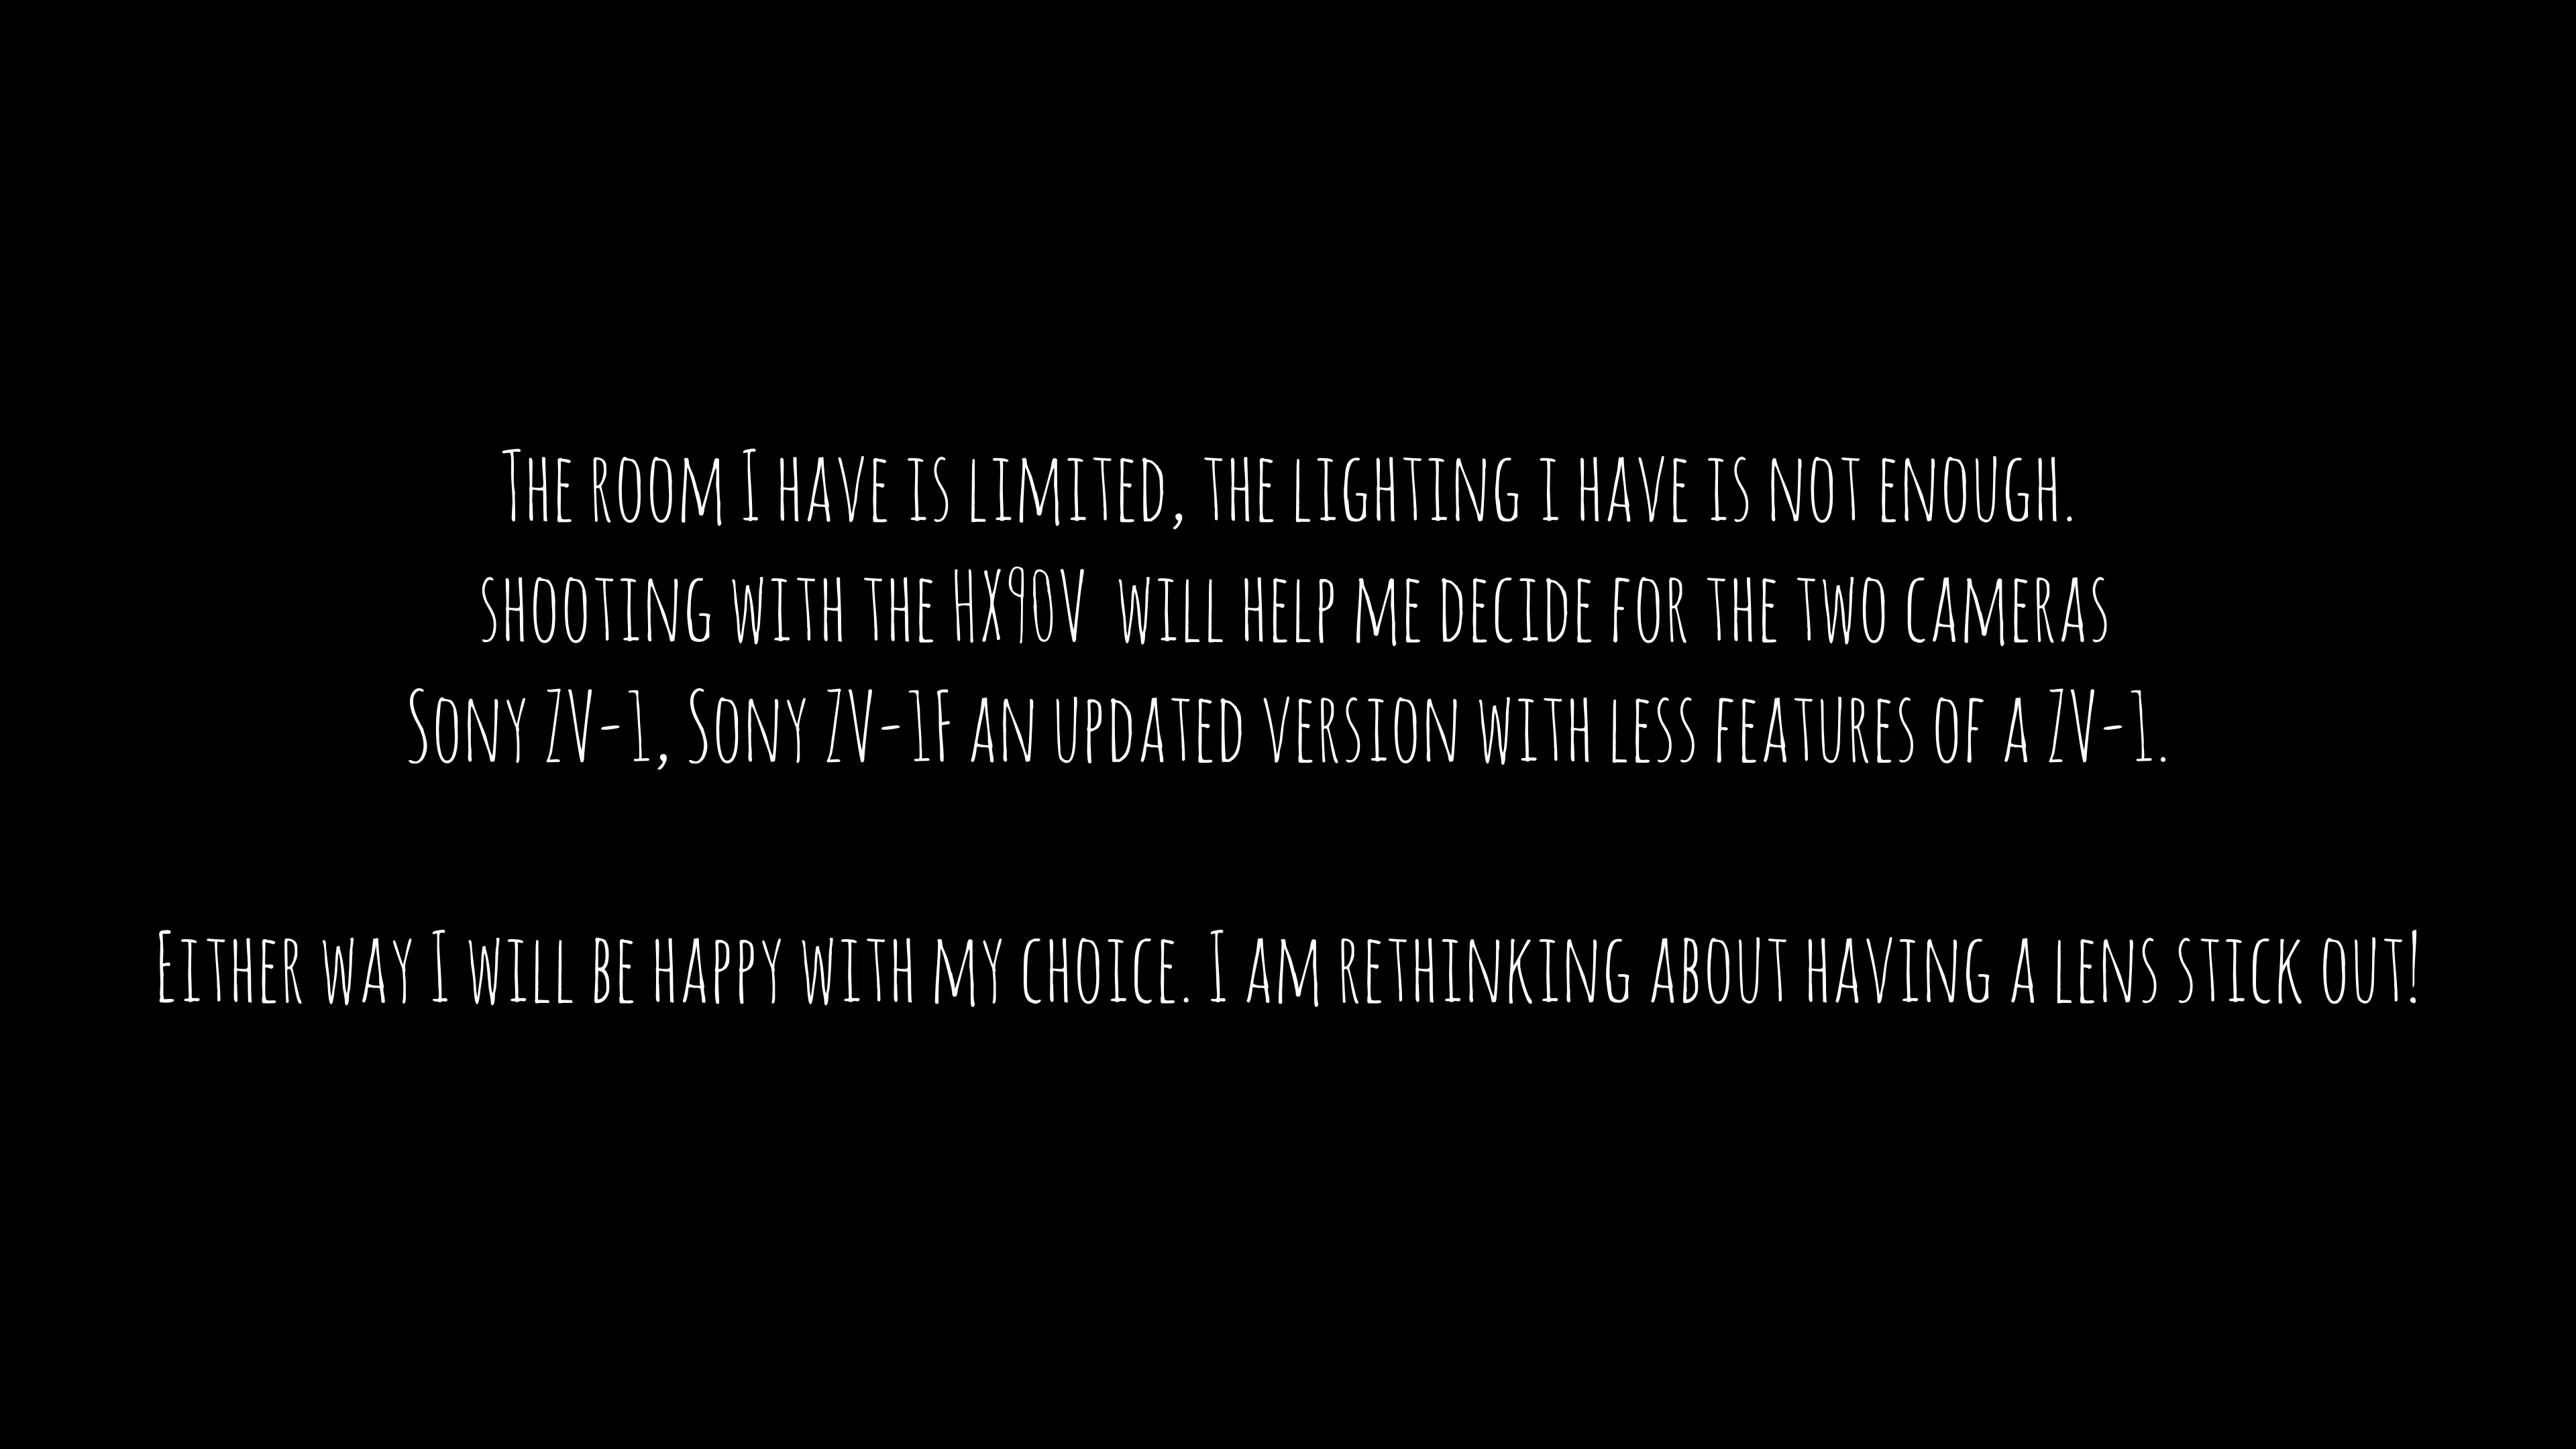 The room I have is limited, the lighting i have is not enough.
shooting with the HX90V will help me decide for the two cameras
Sony ZV-1, Sony ZV-1F an updated version with less features of a ZV-1.
Either way I will be happy with my choice. I am rethinking about having a lens stick out!